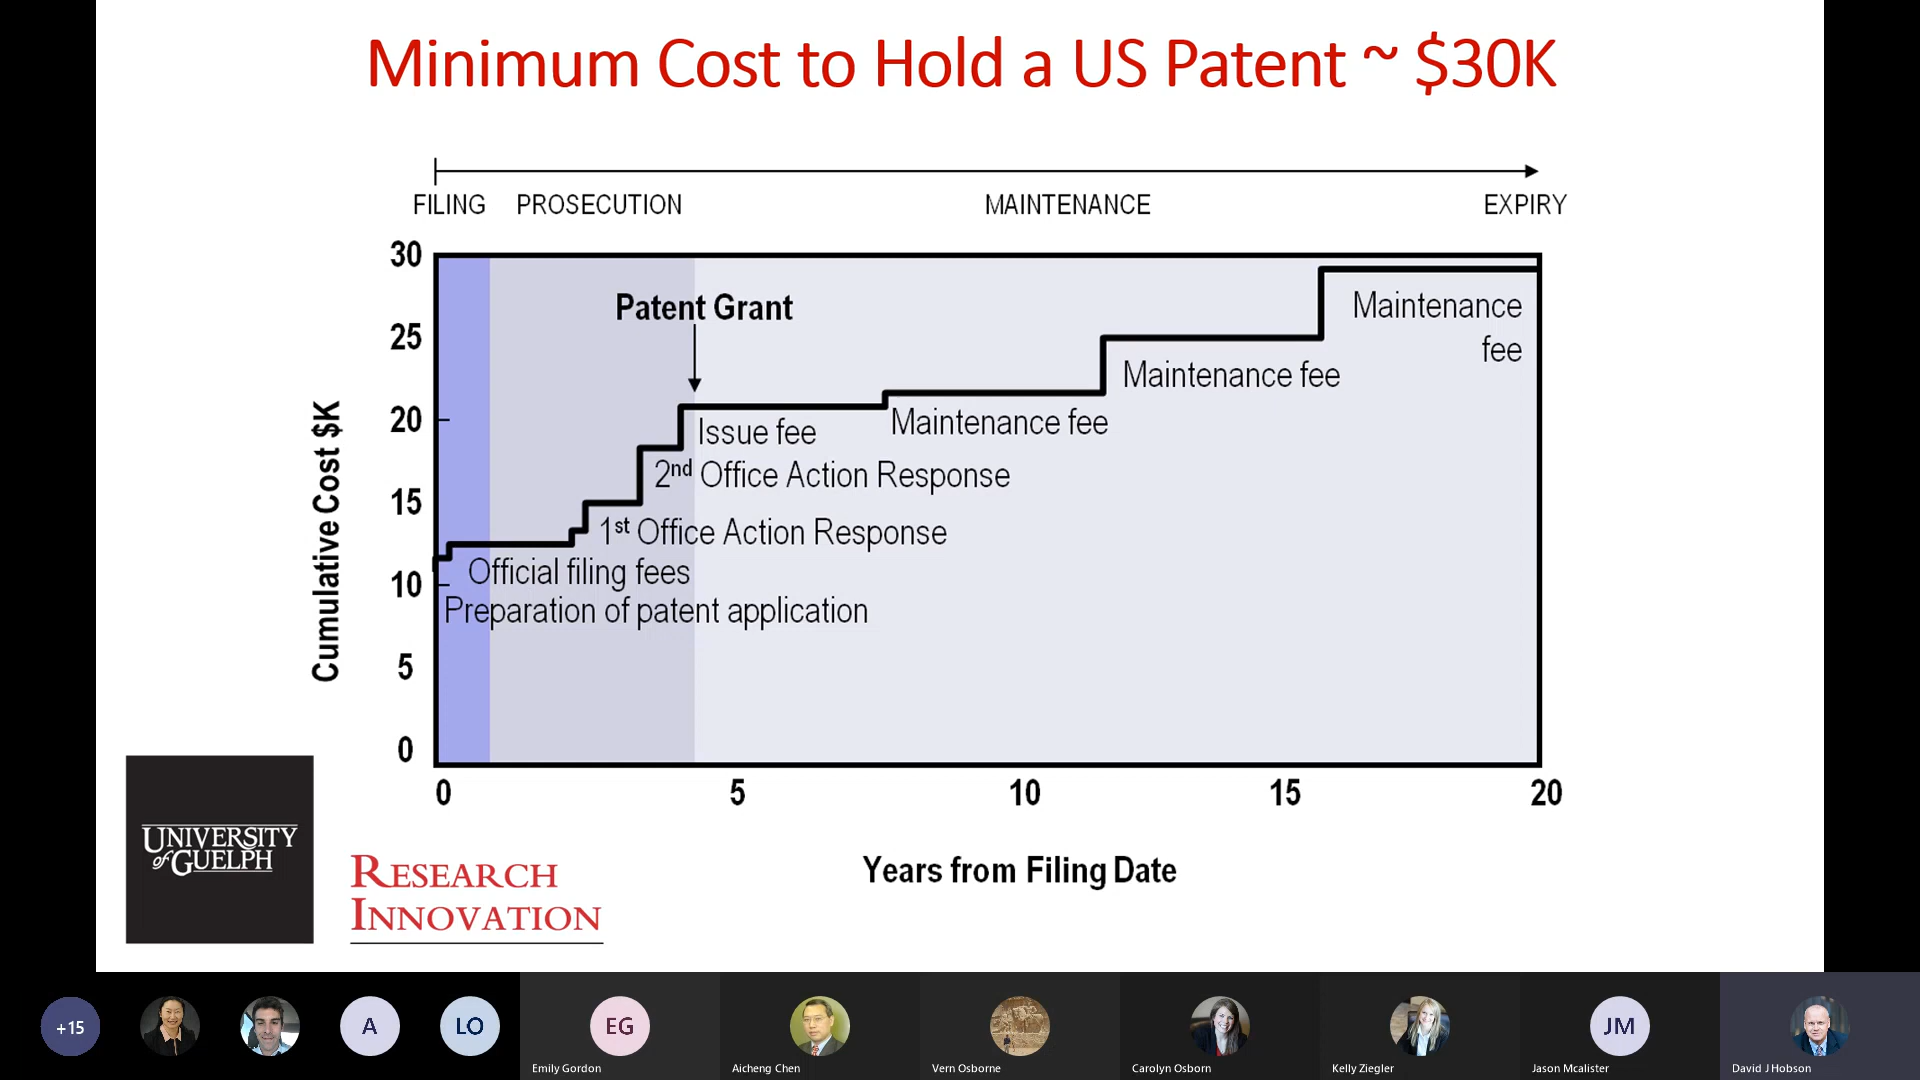 Minimum Cost to Hold a US Patent ~ $30K
FILING PROSECUTION MAINTENANCE EXPIRY
30
25
20
15
10
5
0
Cumulative Cost $K
Patent Grant
Maintenance
fee
Maintenance fee
Maintenance fee
Issue fee
2nd Office Action Response
1st Office Action Response
Official filing fees
Preparation of patent application
0 5 10 15 20
Years from Filing Date
UNIVERSITY
of GUELPH
RESEARCH
INNOVATION
+15
A
LO
EG
JM
Emily Gordon
Aicheng Chen
Vern Osborne
Carolyn Osborn
Kelly Ziegler
Jason Mcalister
David J Hobson